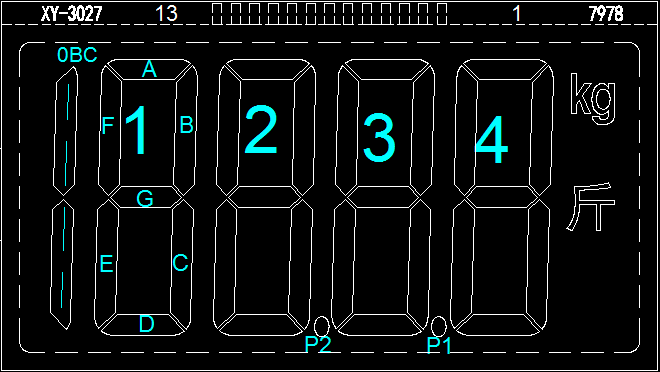 XY-3027 13 1 7978
0BC
A
F 1 B 2 3 4 kg
G 斤
E C
D
P2 P1